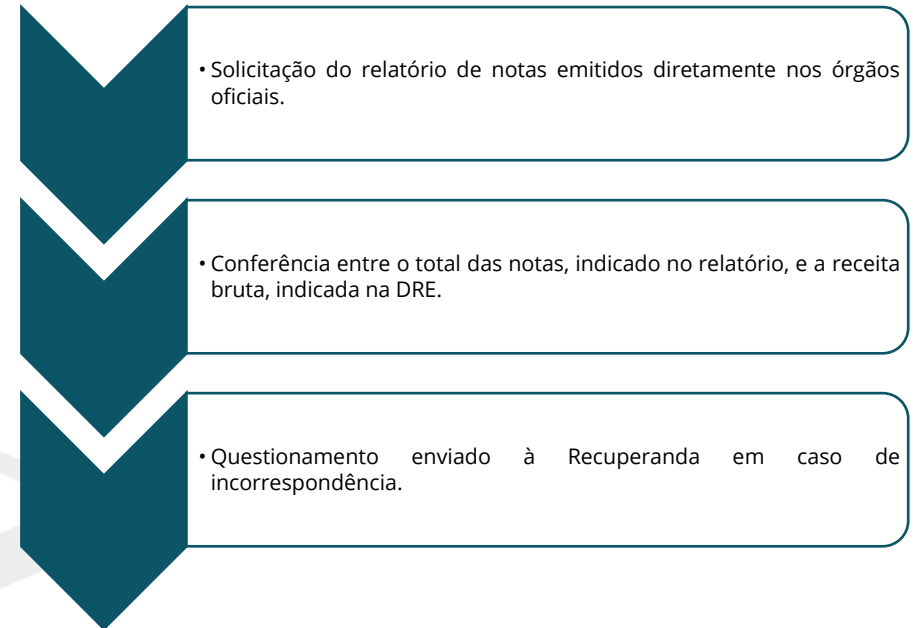 • Solicitação do relatório de notas emitidos diretamente nos órgãos
oficiais.
• Conferência entre o total das notas, indicado no relatório, e a receita
bruta, indicada na DRE.
• Questionamento enviado à Recuperanda em caso de
incorrespondência.